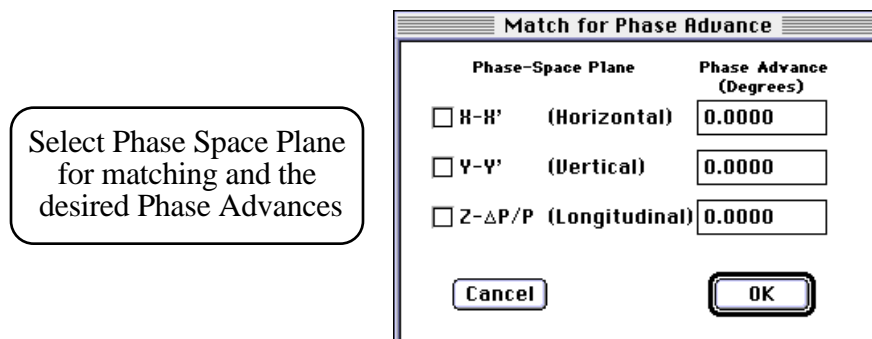 Select Phase Space Plane
for matching and the
desired Phase Advances
Match for Phase Advance
Phase-Space Plane Phase Advance
(Degrees)
X-X' (Horizontal) 0.0000
Y-Y' (Vertical) 0.0000
Z-△P/P (Longitudinal) 0.0000
Cancel OK